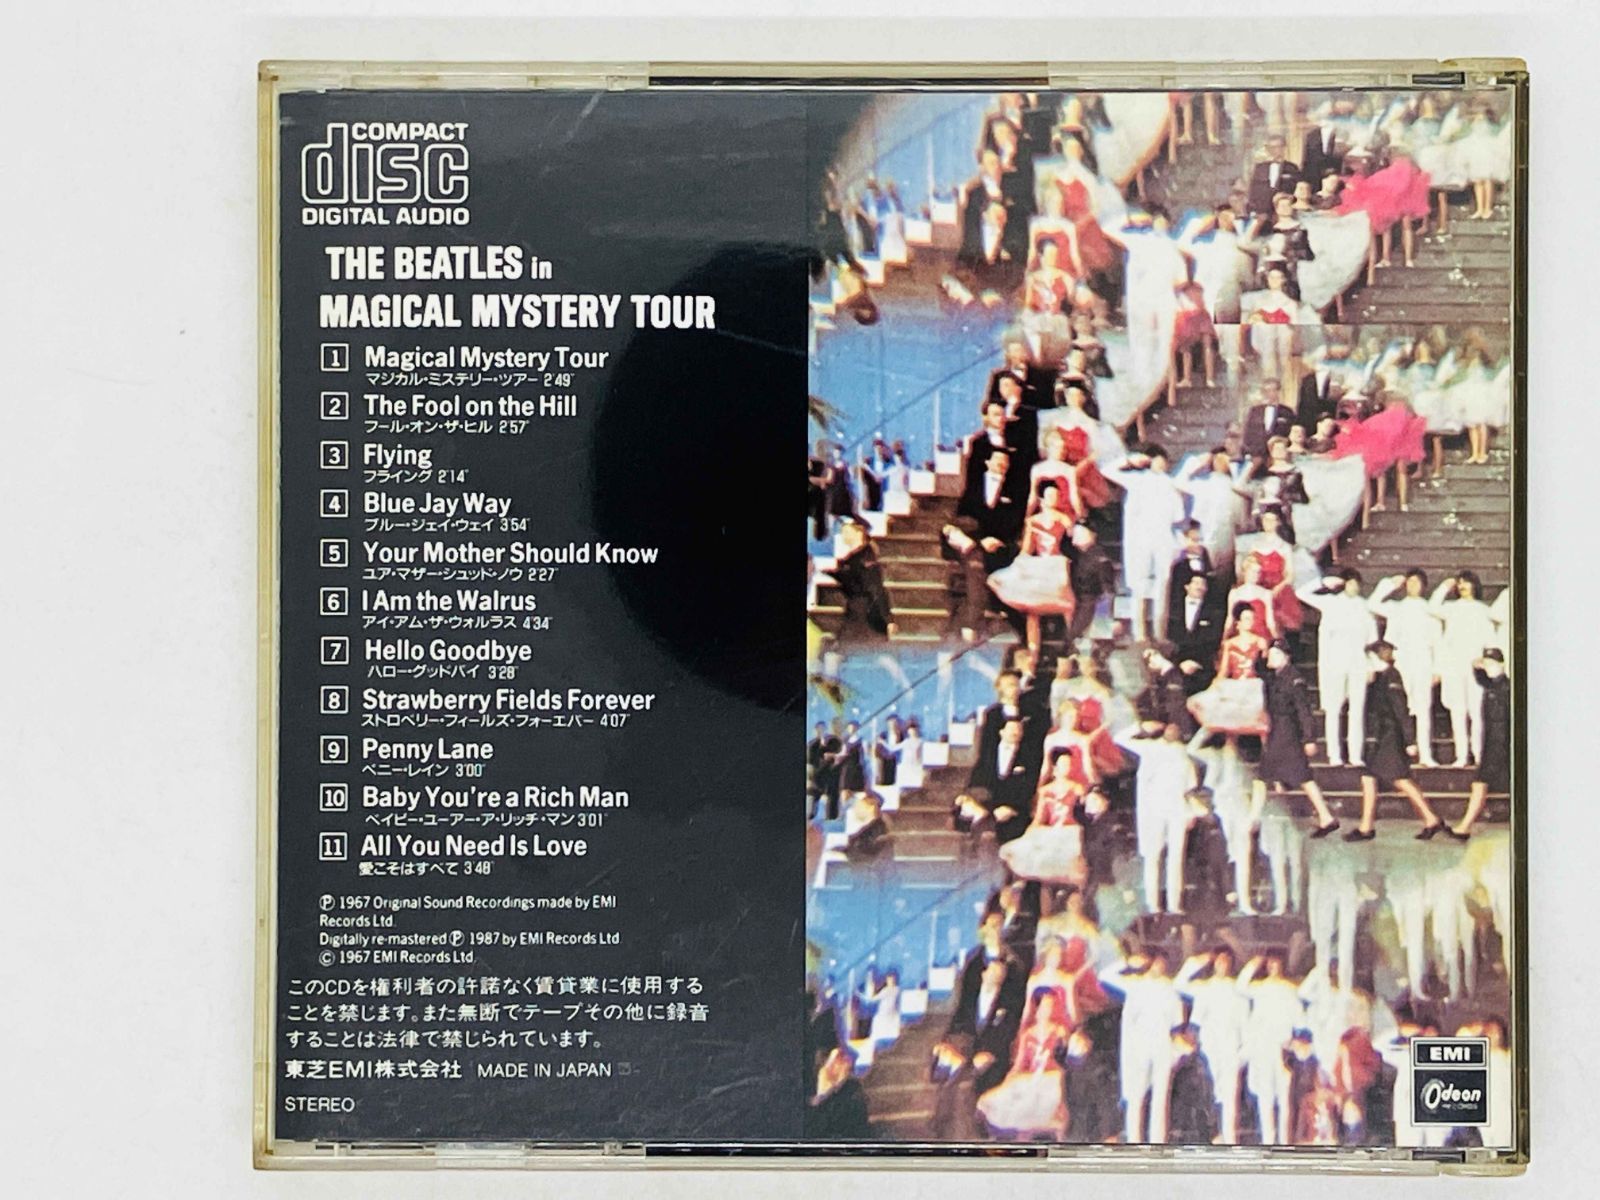 COMPACT
disc
DIGITAL AUDIO
THE BEATLES in
MAGICAL MYSTERY TOUR
1 Magical Mystery Tour
マジカル・ミステリー・ツアー 2'49"
2 The Fool on the Hill
フール・オン・ザ・ヒル 2'57"
3 Flying
フライング 2'14"
4 Blue Jay Way
ブルー・ジェイ・ウェイ 3'54"
5 Your Mother Should Know
ユア・マザー・シュッド・ノウ 2'27"
6 I Am the Walrus
アイ・アム・ザ・ウォルラス 4'34"
7 Hello Goodbye
ハロー・グッドバイ 3'28"
8 Strawberry Fields Forever
ストロベリー・フィールズ・フォーエバー 4'07"
9 Penny Lane
ペニー・レイン 3'00"
10 Baby You're a Rich Man
ベイビー・ユーアー・ア・リッチ・マン 3'01"
11 All You Need Is Love
愛こそはすべて 3'48"
Ⓟ 1967 Original Sound Recordings made by EMI
Records Ltd.
Digitally re-mastered Ⓟ 1987 by EMI Records Ltd.
© 1967 EMI Records Ltd.
このCDを権利者の許諾なく賃貸業に使用する
ことを禁じます。また無断でテープその他に録音
することは法律で禁じられています。
東芝EMI株式会社 MADE IN JAPAN
STEREO
EMI
Odeon
RECORDS